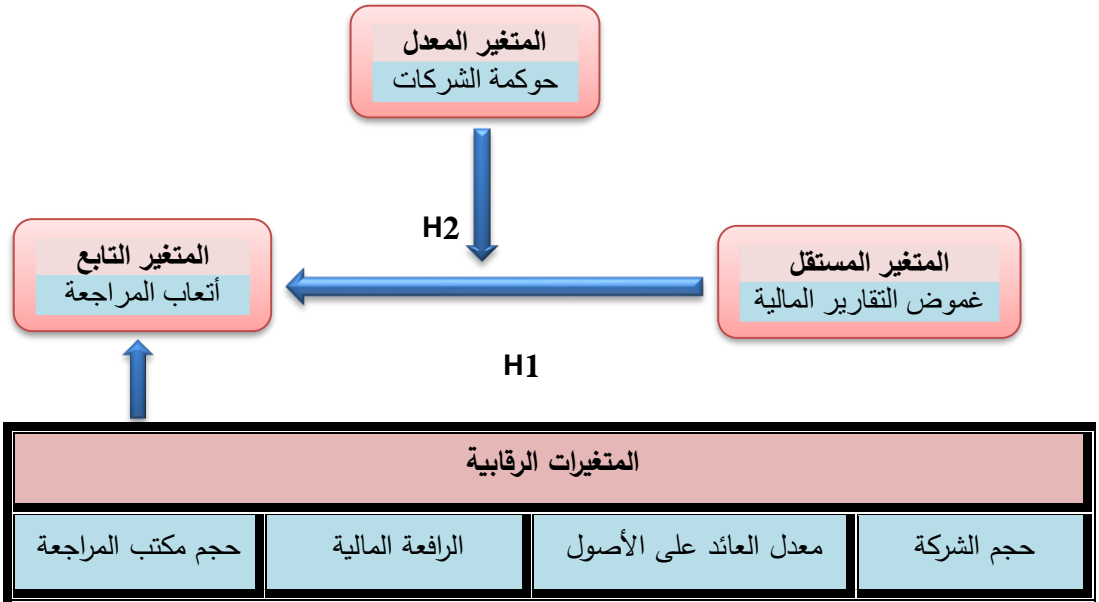 المتغير المعدل
حوكمة الشركات
H2
المتغير المستقل
غموض التقارير المالية
المتغير التابع
أتعاب المراجعة
H1
المتغيرات الرقابية
حجم الشركة
معدل العائد على الأصول
الرافعة المالية
حجم مكتب المراجعة